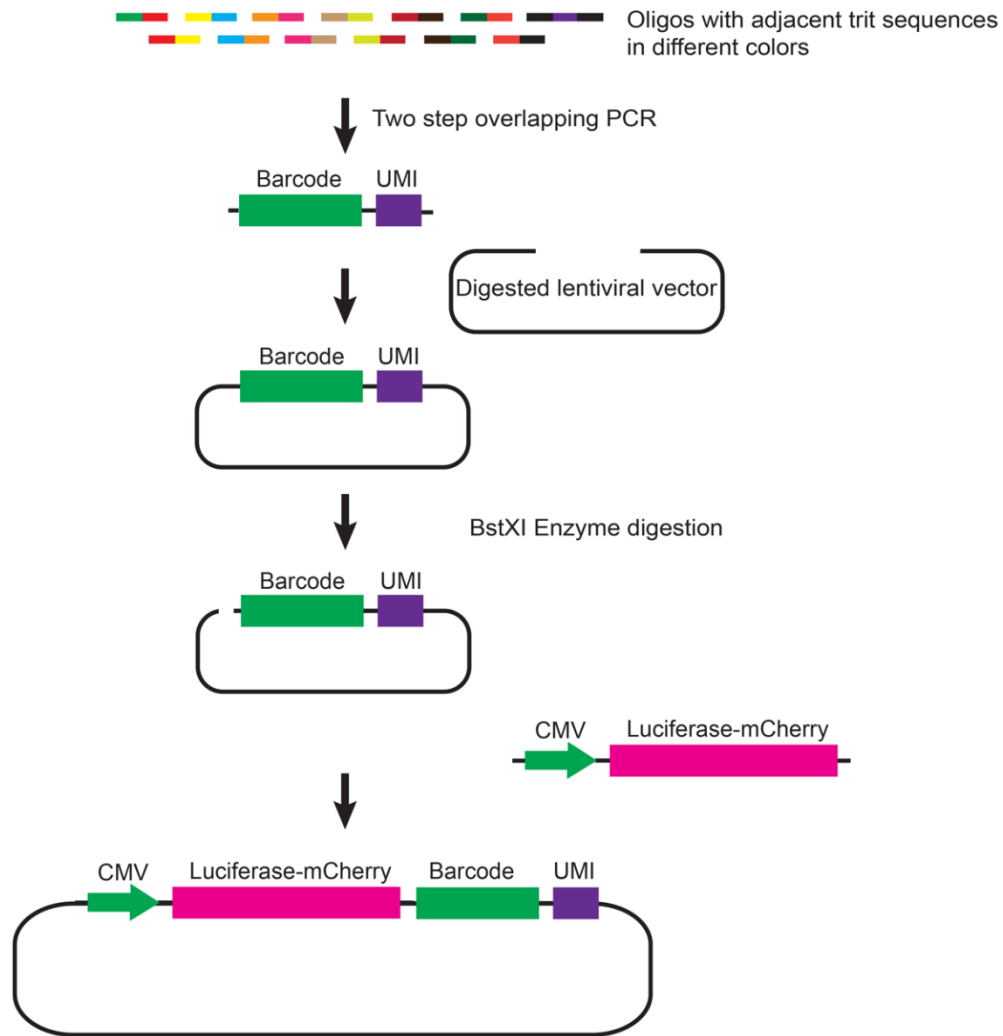 Oligos with adjacent trit sequences
in different colors
Two step overlapping PCR
Barcode UMI
Digested lentiviral vector
Barcode UMI
BstXI Enzyme digestion
Barcode UMI
CMV Luciferase-mCherry
CMV Luciferase-mCherry Barcode UMI